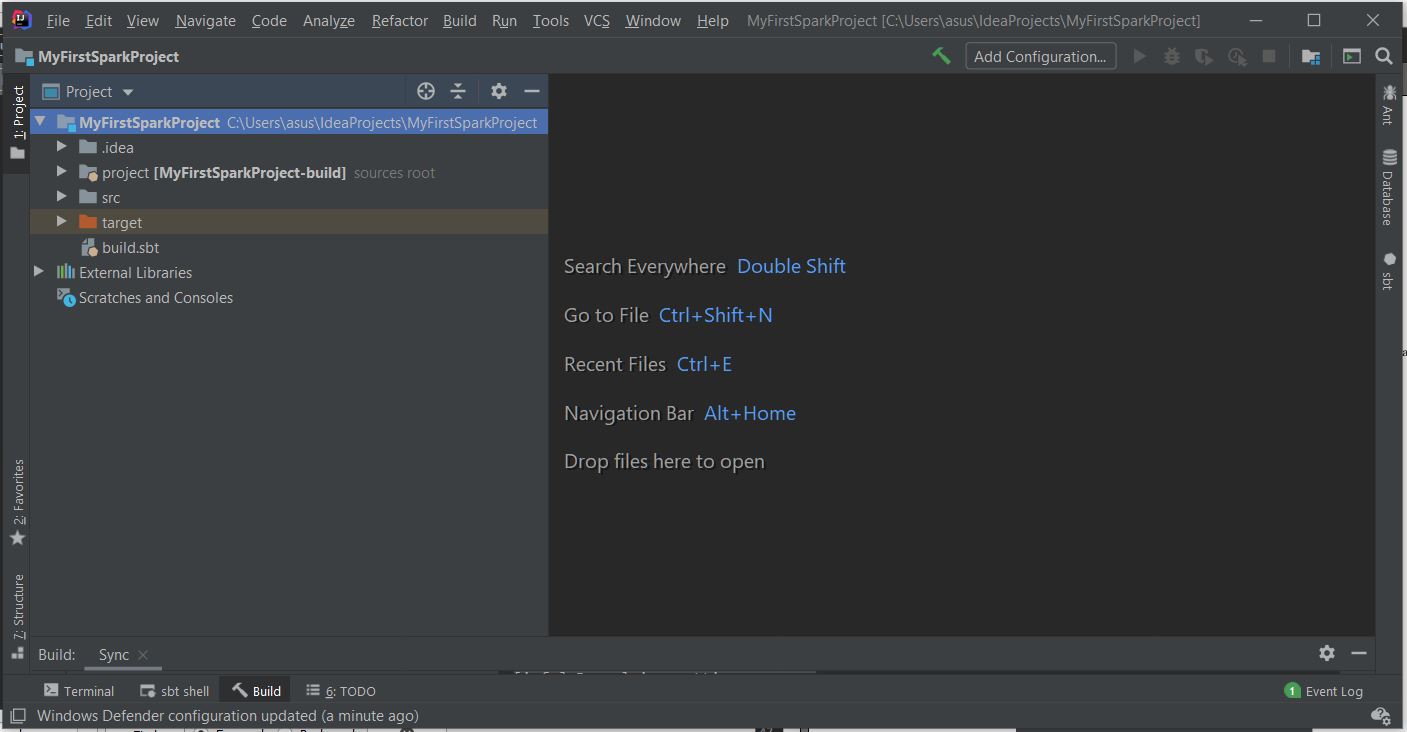 File Edit View Navigate Code Analyze Refactor Build Run Tools VCS Window Help MyFirstSparkProject [C:\Users\asus\IdeaProjects\MyFirstSparkProject]
MyFirstSparkProject Add Configuration...
1: Project
Project
MyFirstSparkProject C:\Users\asus\IdeaProjects\MyFirstSparkProject
.idea
project [MyFirstSparkProject-build] sources root
src
target
build.sbt
External Libraries
Scratches and Consoles
Search Everywhere Double Shift
Go to File Ctrl+Shift+N
Recent Files Ctrl+E
Navigation Bar Alt+Home
Drop files here to open
Ant
Database
sbt
2: Favorites
7: Structure
Build: Sync
Terminal sbt shell Build 6: TODO 1 Event Log
Windows Defender configuration updated (a minute ago)